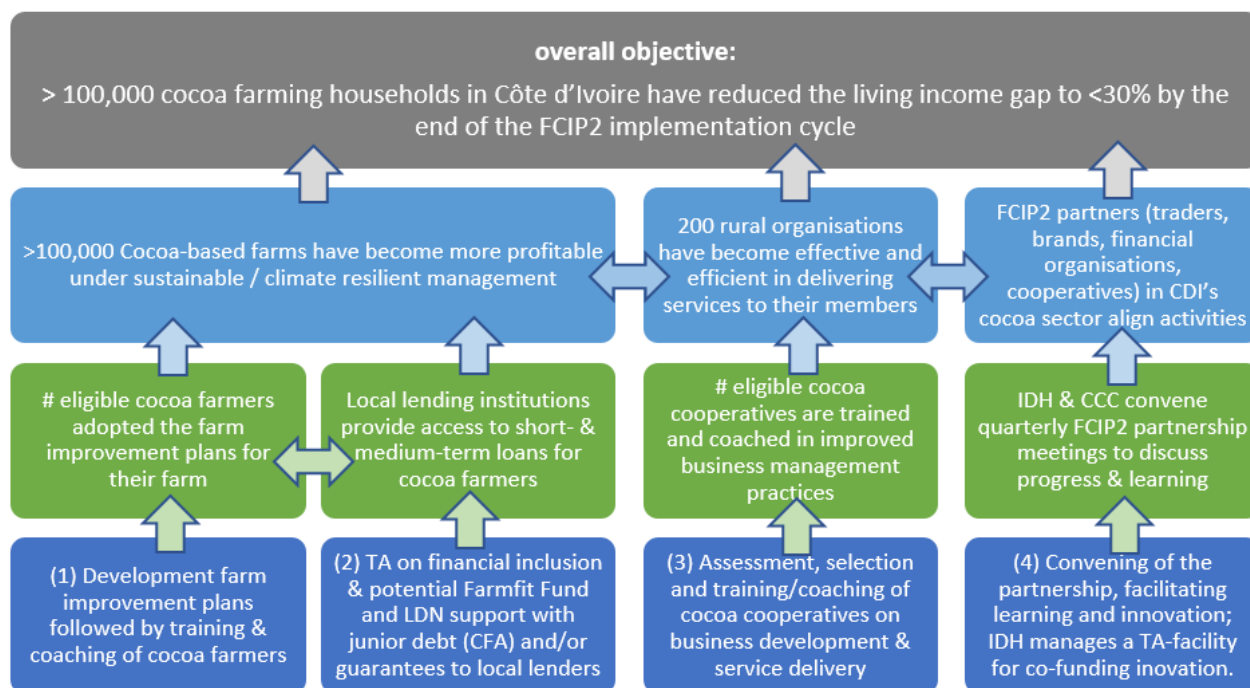 overall objective:
> 100,000 cocoa farming households in Côte d'Ivoire have reduced the living income gap to <30% by the
end of the FCIP2 implementation cycle
>100,000 Cocoa-based farms have become more profitable
under sustainable / climate resilient management
200 rural organisations
have become effective and
efficient in delivering
services to their members
FCIP2 partners (traders,
brands, financial
organisations,
cooperatives) in CDI's
cocoa sector align activities
# eligible cocoa farmers
adopted the farm
improvement plans for
their farm
Local lending institutions
provide access to short- &
medium-term loans for
cocoa farmers
# eligible cocoa
cooperatives are trained
and coached in improved
business management
practices
IDH & CCC convene
quarterly FCIP2 partnership
meetings to discuss
progress & learning
(1) Development farm
improvement plans
followed by training &
coaching of cocoa farmers
(2) TA on financial inclusion
& potential Farmfit Fund
and LDN support with
junior debt (CFA) and/or
guarantees to local lenders
(3) Assessment, selection
and training/coaching of
cocoa cooperatives on
business development &
service delivery
(4) Convening of the
partnership, facilitating
learning and innovation;
IDH manages a TA-facility
for co-funding inovation.